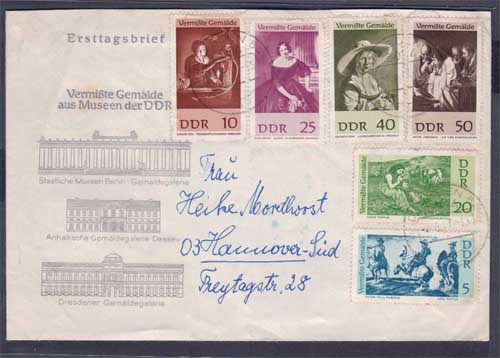 Ersttagsbrief
Vermißte Gemälde
aus Museen der DDR
Staatliche Museen Berlin · Gemäldegalerie
Anhaltische Gemäldegalerie Dessau
Dresdener Gemäldegalerie
Vermißte Gemälde
DDR 10
Vermißte Gemälde
DDR 25
Vermißte Gemälde
DDR 40
Vermißte Gemälde
DDR 50
Vermißte Gemälde
DDR
20
Vermißte Gemälde
DDR
5
Frau
Heike Mordhorst
03 Hannover-Süd
Freytagstr. 28